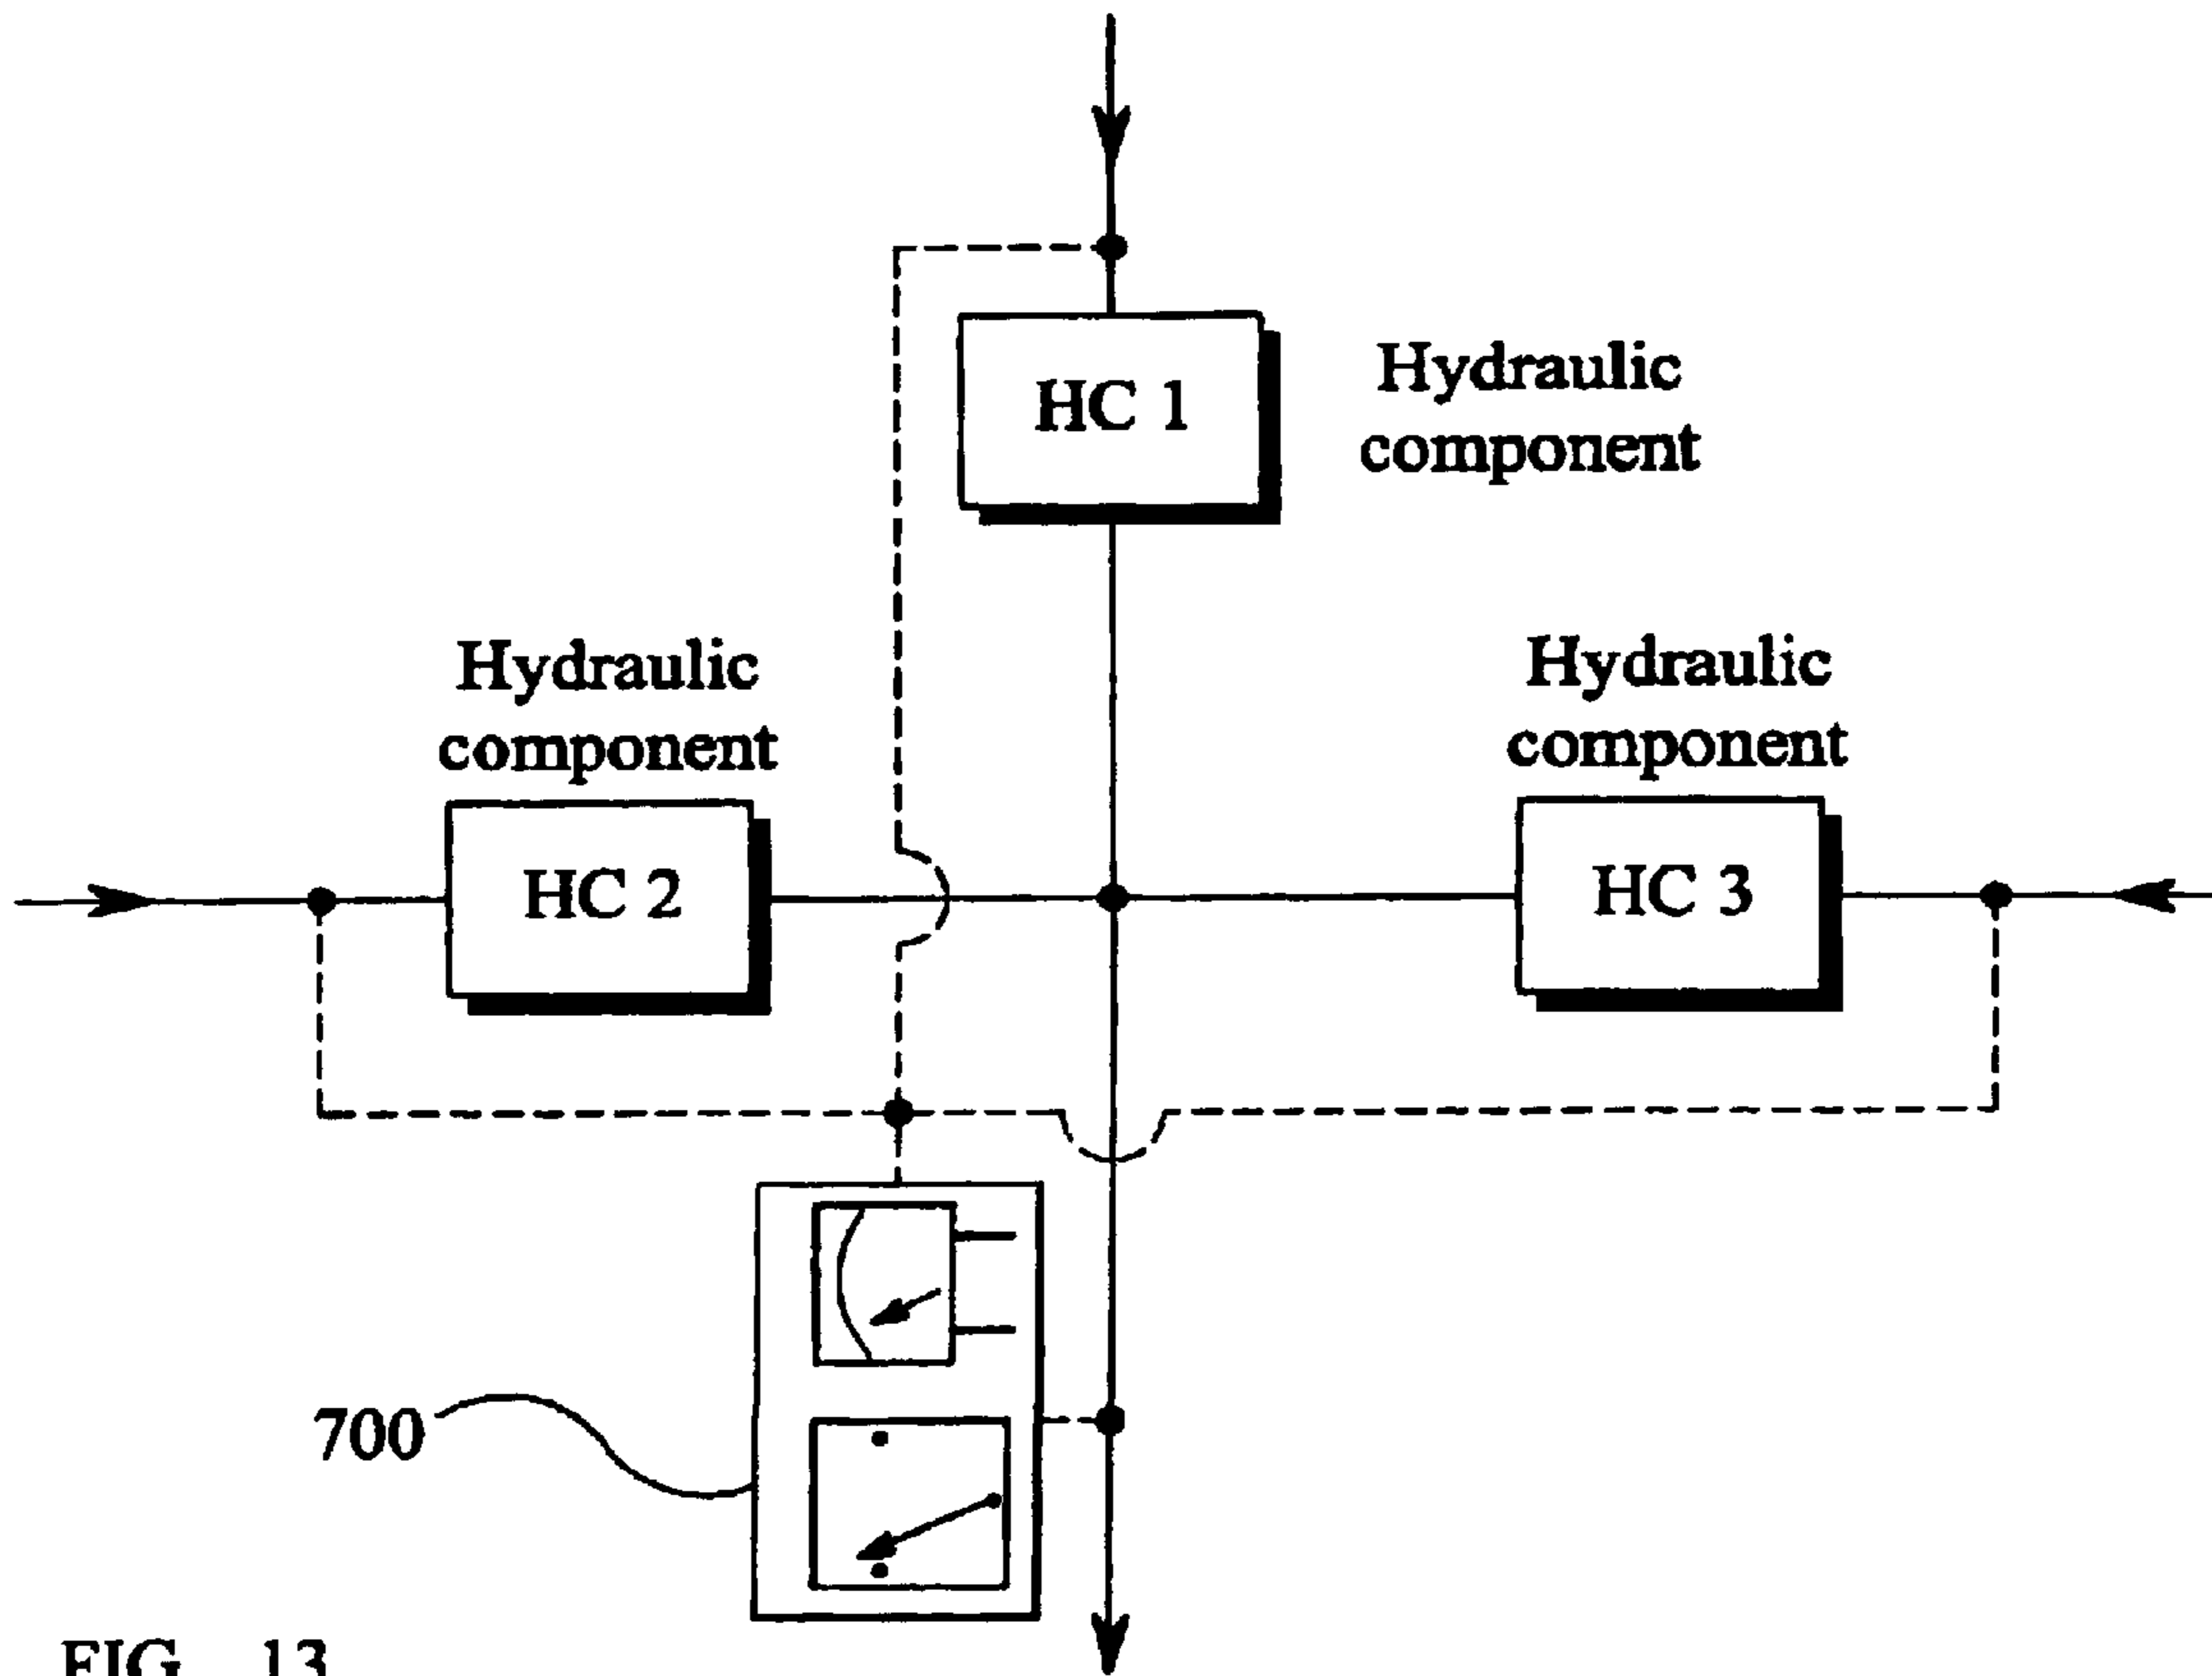 HC 1
Hydraulic
component
Hydraulic
component
HC 2
Hydraulic
component
HC 3
700
FIG. 13